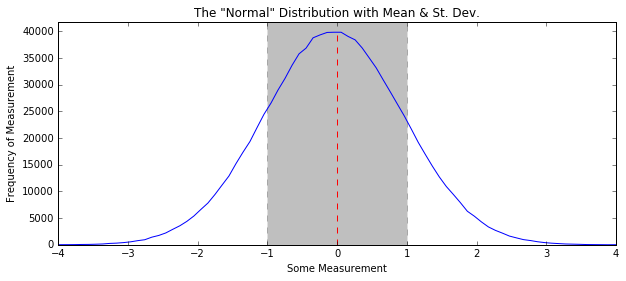 The "Normal" Distribution with Mean & St. Dev.
Frequency of Measurement
40000
35000
30000
25000
20000
15000
10000
5000
0
−4 −3 −2 −1 0 1 2 3 4
Some Measurement